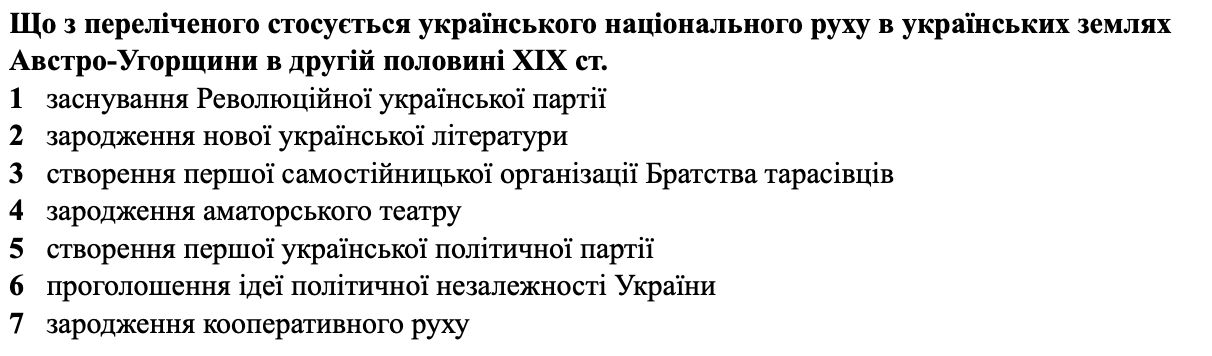 Що з переліченого стосується українського національного руху в українських землях
Австро-Угорщини в другій половині XIX ст.
1 заснування Революційної української партії
2 зародження нової української літератури
3 створення першої самостійницької організації Братства тарасівців
4 зародження аматорського театру
5 створення першої української політичної партії
6 проголошення ідеї політичної незалежності України
7 зародження кооперативного руху